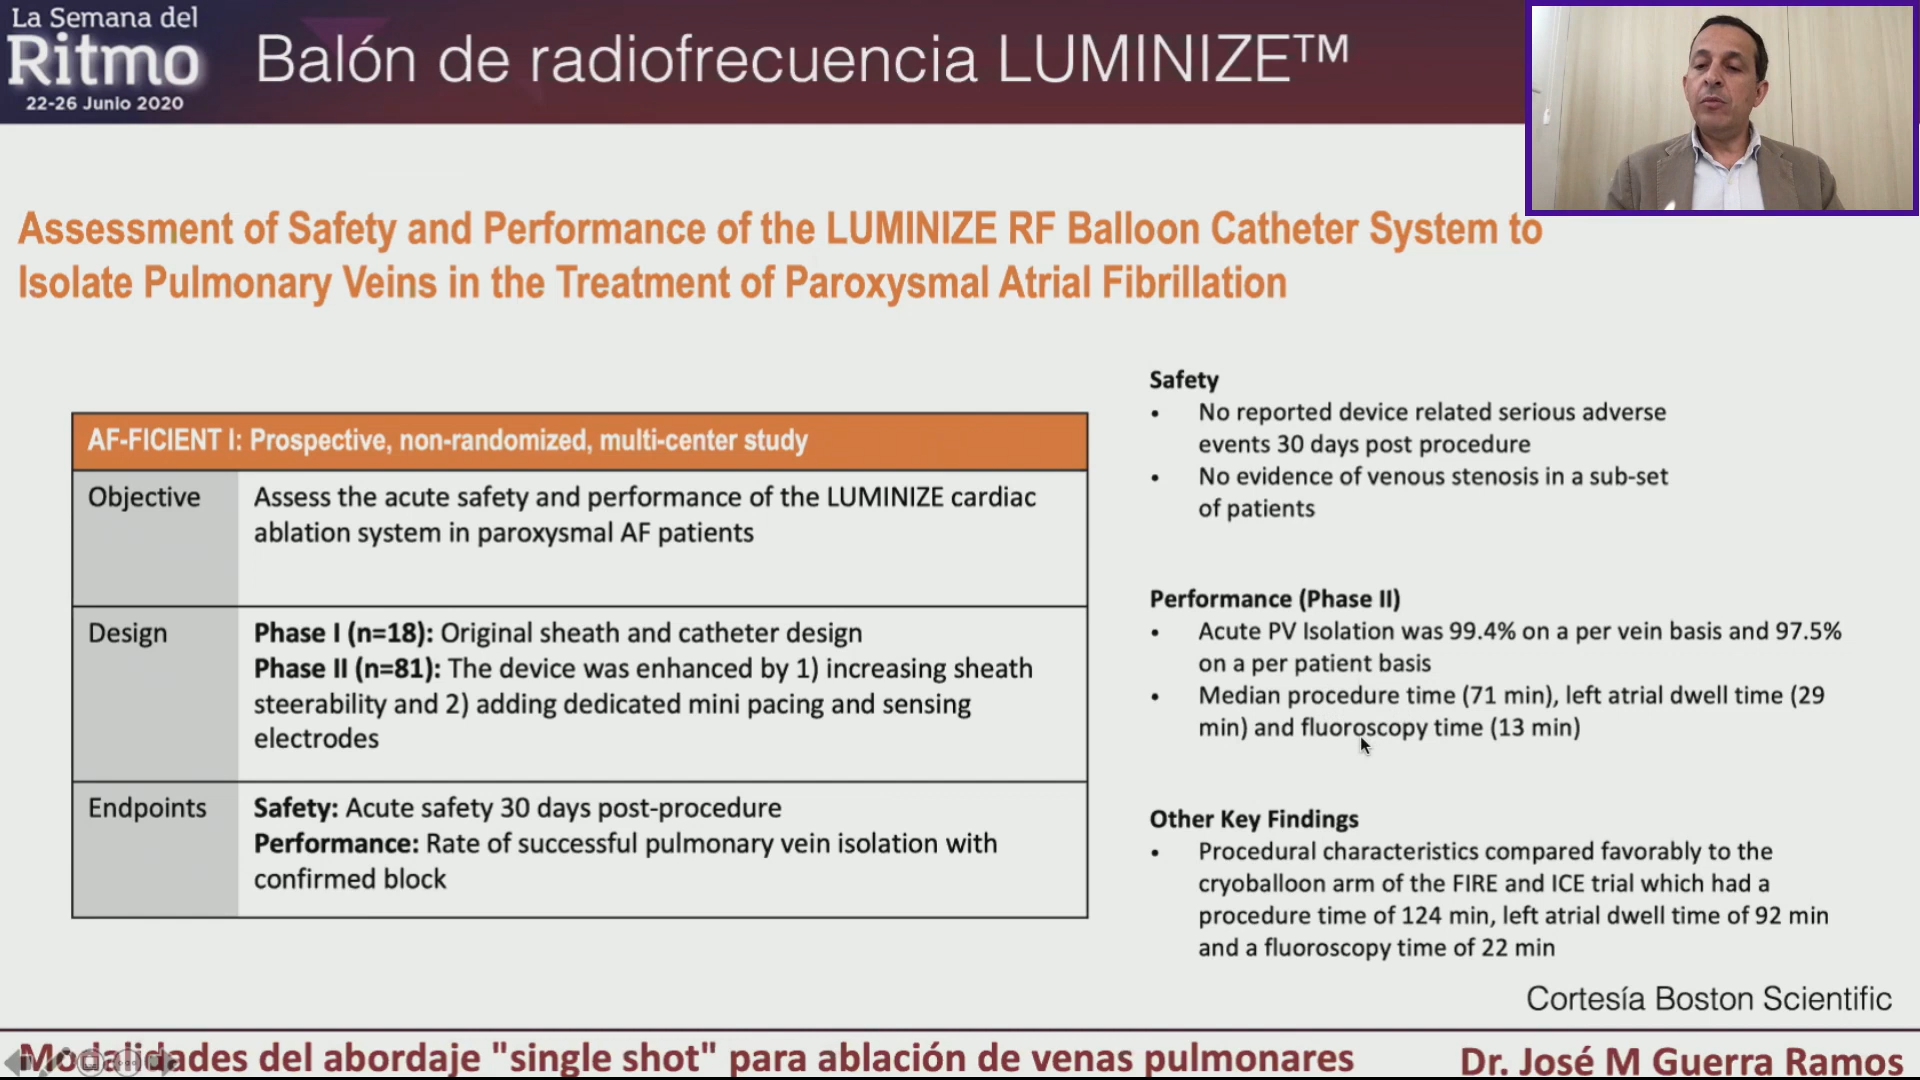 La Semana del
Ritmo
22-26 Junio 2020
Balón de radiofrecuencia LUMINIZE™
Assessment of Safety and Performance of the LUMINIZE RF Balloon Catheter System to
Isolate Pulmonary Veins in the Treatment of Paroxysmal Atrial Fibrillation
AF-FICIENT I: Prospective, non-randomized, multi-center study
Objective
Assess the acute safety and performance of the LUMINIZE cardiac
ablation system in paroxysmal AF patients
Design
Phase I (n=18): Original sheath and catheter design
Phase II (n=81): The device was enhanced by 1) increasing sheath
steerability and 2) adding dedicated mini pacing and sensing
electrodes
Endpoints
Safety: Acute safety 30 days post-procedure
Performance: Rate of successful pulmonary vein isolation with
confirmed block
Safety
• No reported device related serious adverse
events 30 days post procedure
• No evidence of venous stenosis in a sub-set
of patients
Performance (Phase II)
• Acute PV Isolation was 99.4% on a per vein basis and 97.5%
on a per patient basis
• Median procedure time (71 min), left atrial dwell time (29
min) and fluoroscopy time (13 min)
Other Key Findings
• Procedural characteristics compared favorably to the
cryoballoon arm of the FIRE and ICE trial which had a
procedure time of 124 min, left atrial dwell time of 92 min
and a fluoroscopy time of 22 min
Cortesía Boston Scientific
Modalidades del abordaje "single shot" para ablación de venas pulmonares
Dr. José M Guerra Ramos